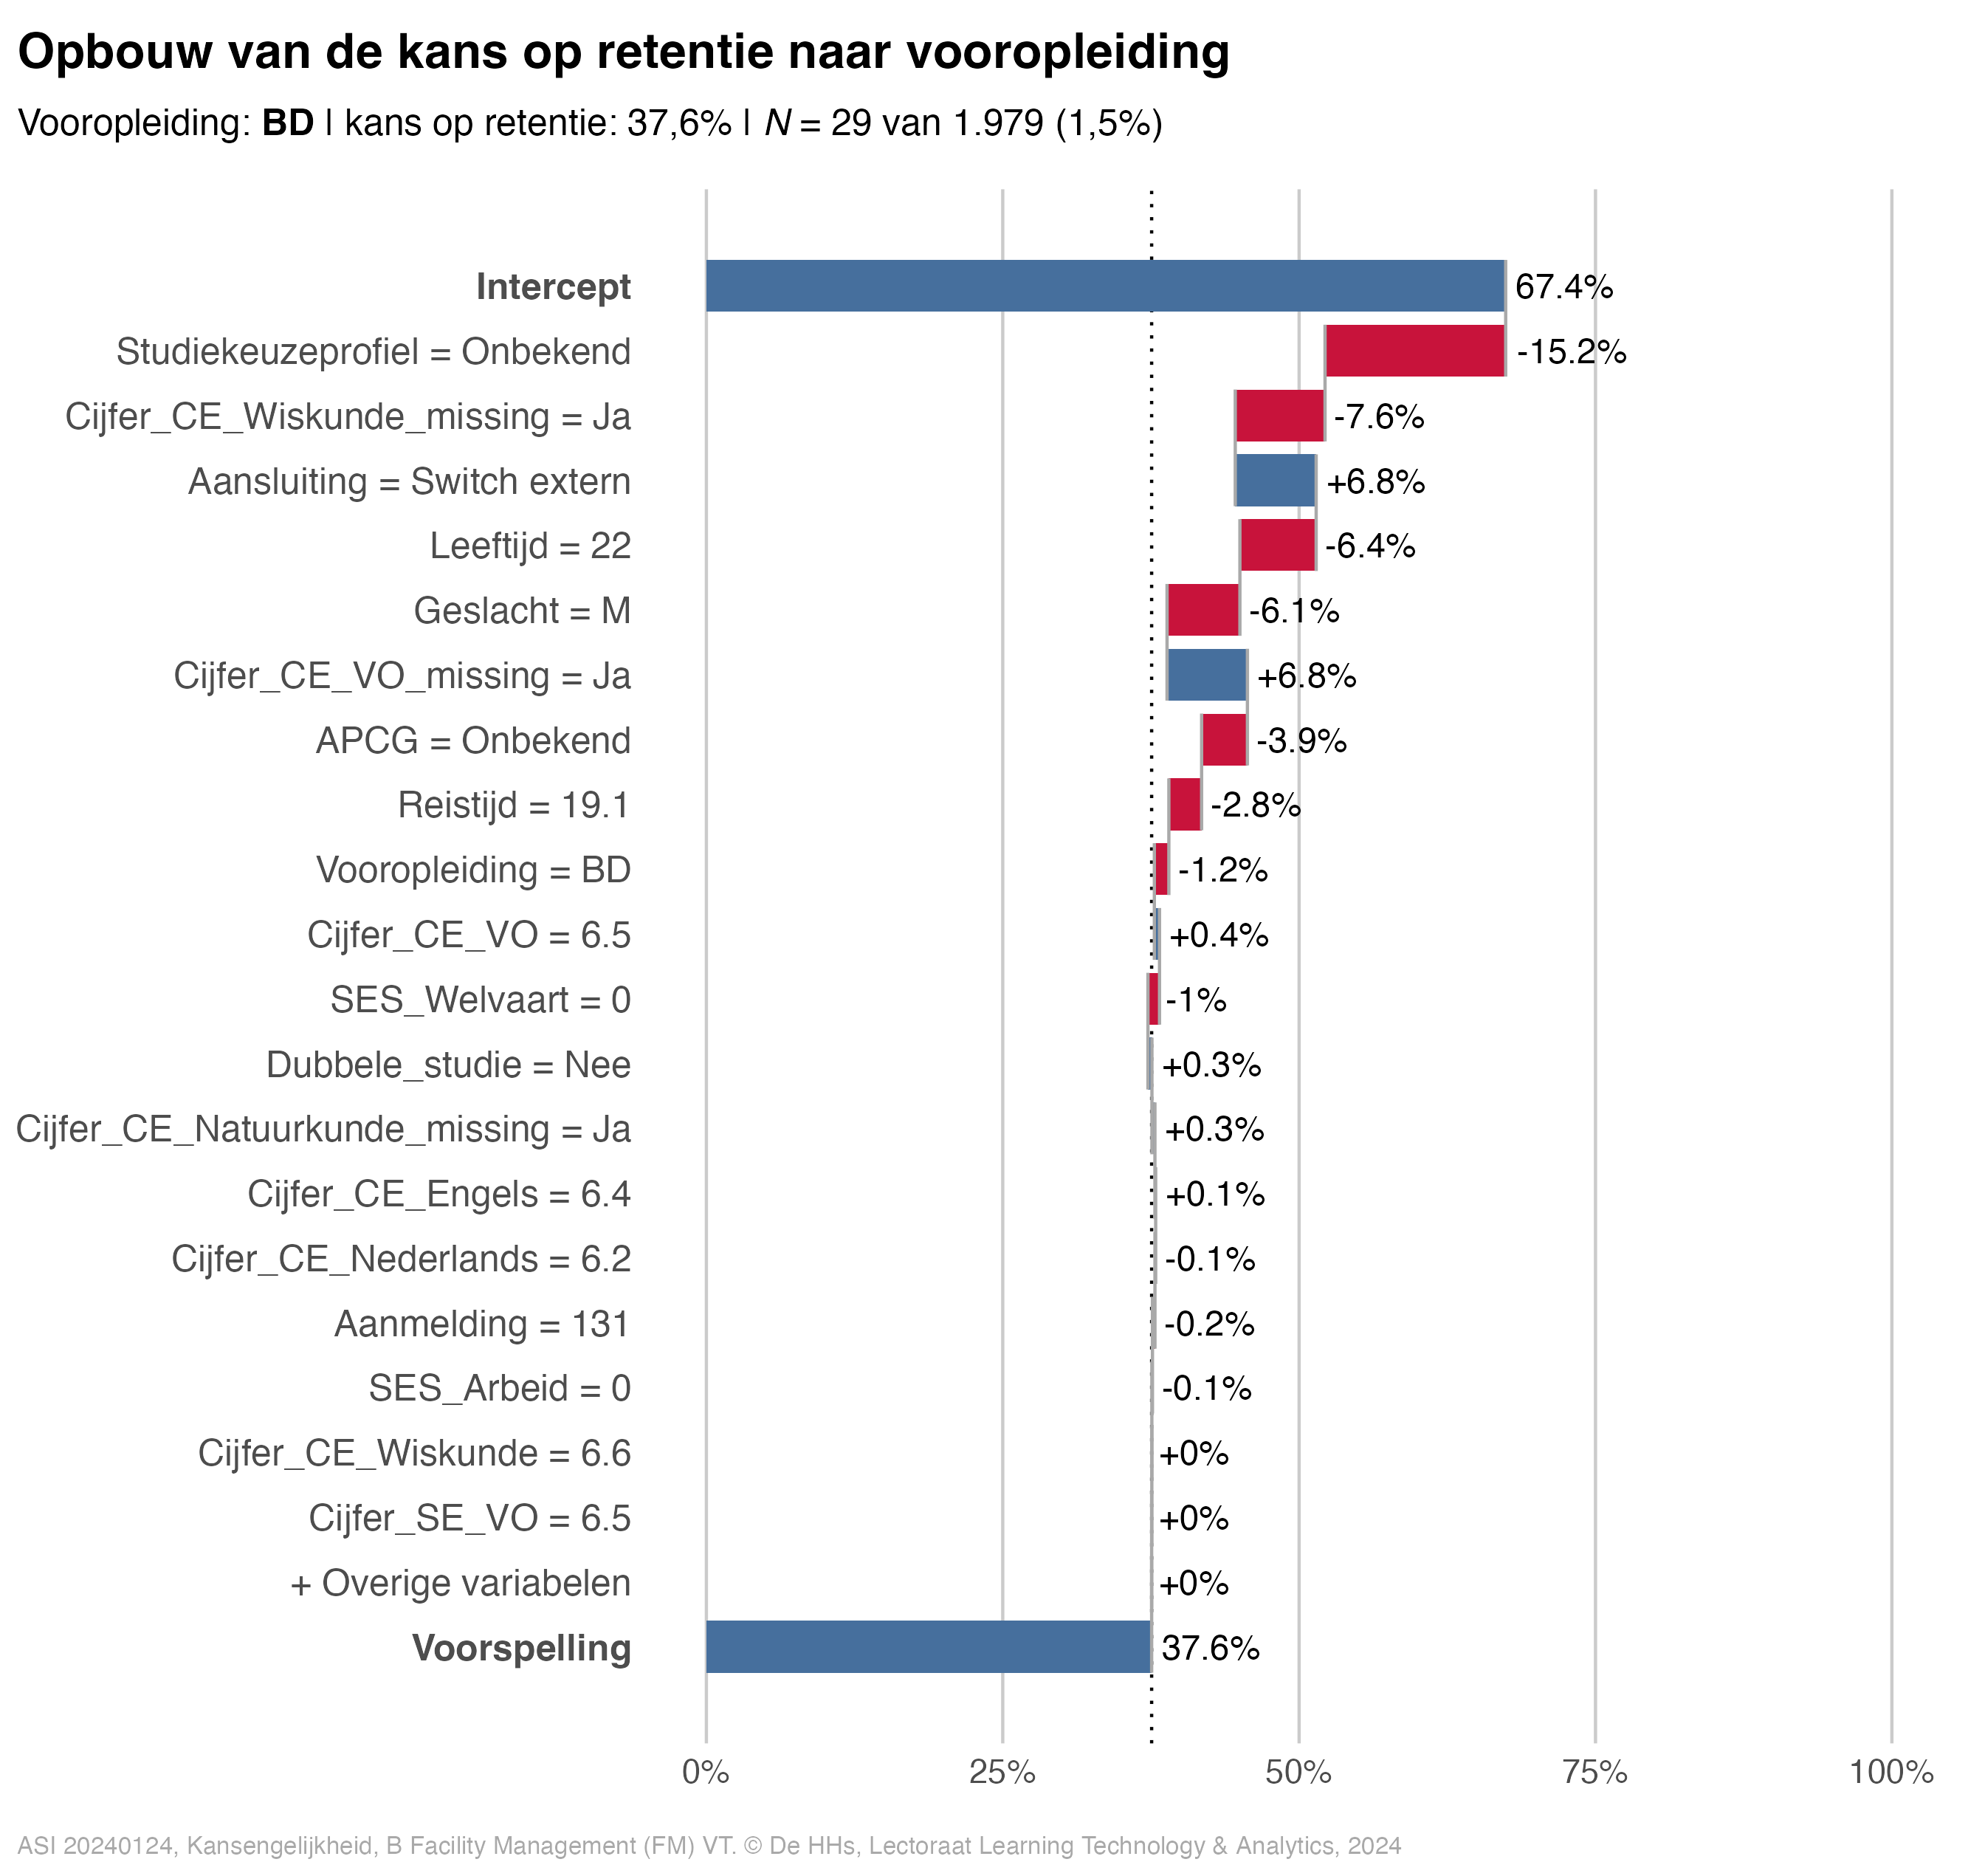 Opbouw van de kans op retentie naar vooropleiding
Vooropleiding: BD | kans op retentie: 37,6% | N = 29 van 1.979 (1,5%)
Intercept 67.4%
Studiekeuzeprofiel = Onbekend -15.2%
Cijfer_CE_Wiskunde_missing = Ja -7.6%
Aansluiting = Switch extern +6.8%
Leeftijd = 22 -6.4%
Geslacht = M -6.1%
Cijfer_CE_VO_missing = Ja +6.8%
APCG = Onbekend -3.9%
Reistijd = 19.1 -2.8%
Vooropleiding = BD -1.2%
Cijfer_CE_VO = 6.5 +0.4%
SES_Welvaart = 0 -1%
Dubbele_studie = Nee +0.3%
Cijfer_CE_Natuurkunde_missing = Ja +0.3%
Cijfer_CE_Engels = 6.4 +0.1%
Cijfer_CE_Nederlands = 6.2 -0.1%
Aanmelding = 131 -0.2%
SES_Arbeid = 0 -0.1%
Cijfer_CE_Wiskunde = 6.6 +0%
Cijfer_SE_VO = 6.5 +0%
+ Overige variabelen +0%
Voorspelling 37.6%
0% 25% 50% 75% 100%
ASI 20240124, Kansengelijkheid, B Facility Management (FM) VT. © De HHs, Lectoraat Learning Technology & Analytics, 2024